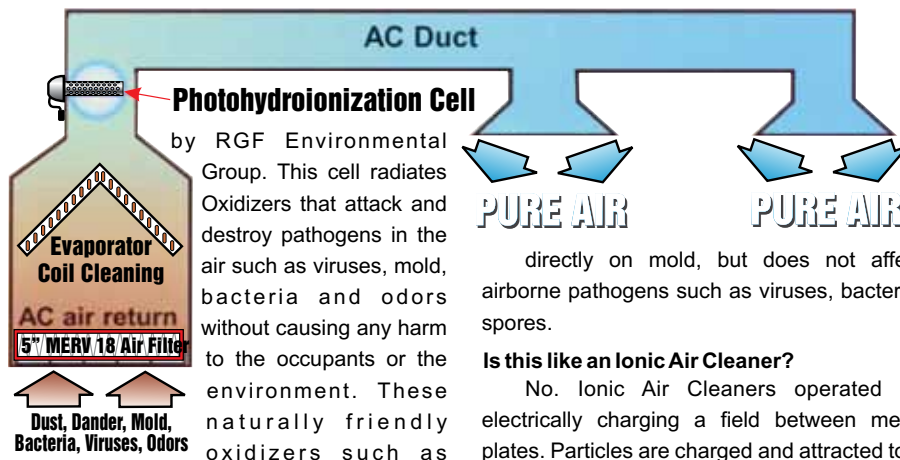 AC Duct
Photohydroionization Cell
by RGF Environmental
Group. This cell radiates
Oxidizers that attack and
destroy pathogens in the
air such as viruses, mold,
bacteria and odors
without causing any harm
to the occupants or the
environment. These
naturally friendly
oxidizers such as
Evaporator
Coil Cleaning
AC air return
5" MERV 18 Air Filter
Dust, Dander, Mold,
Bacteria, Viruses, Odors
PURE AIR
PURE AIR
directly on mold, but does not
airborne pathogens such as viruses,
spores.
Is this like an Ionic Air Cleaner?
No. Ionic Air Cleaners operated
electrically charging a field between
plates. Particles are charged and attracted to